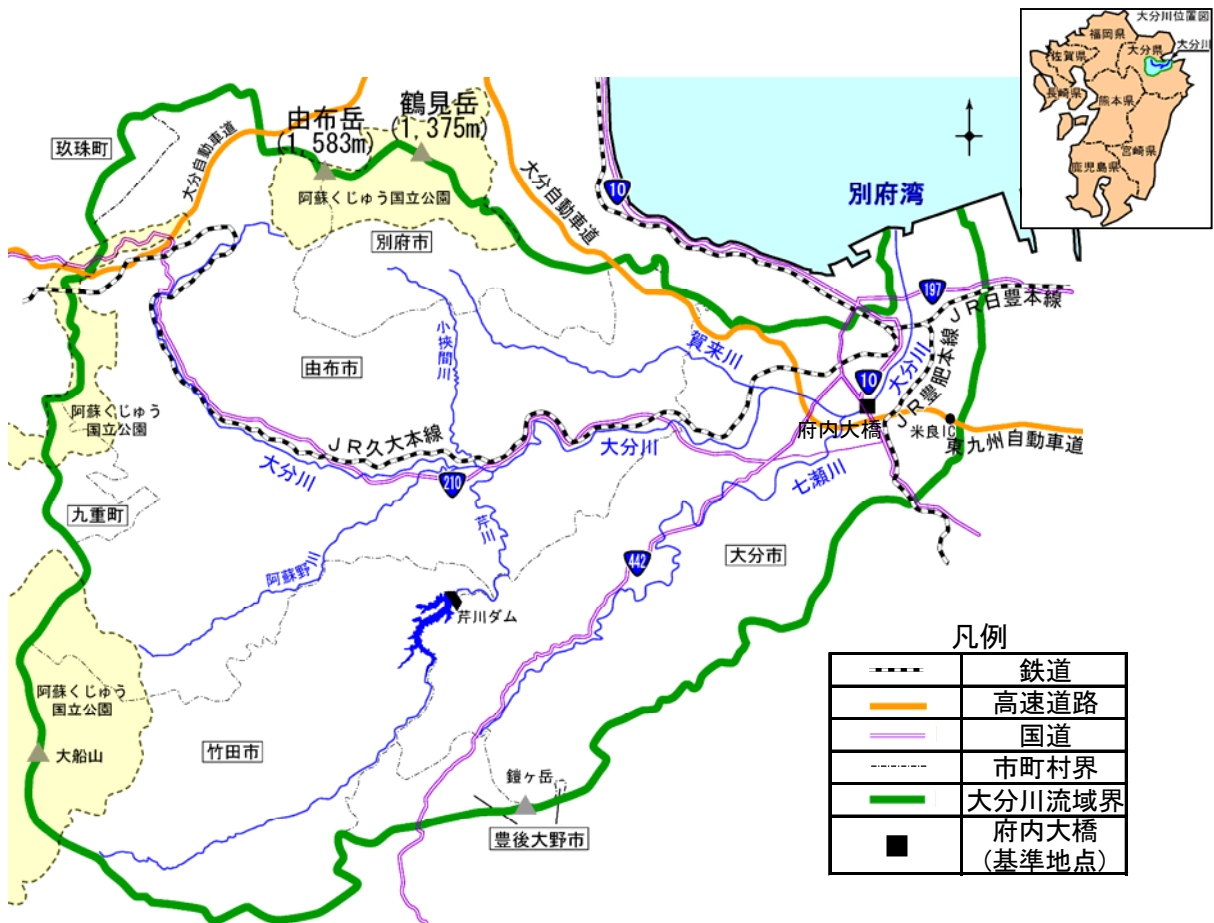 大分川位置図
福岡県
大分県
大分川
佐賀県
長崎県
熊本県
宮崎県
鹿児島県
鶴見岳
(1,375m)
由布岳
(1,583m)
玖珠町
大分自動車道
大分自動車道
10
別府湾
阿蘇くじゅう国立公園
別府市
197
JR日豊本線
小挾間川
賀来川
大分川
由布市
10
JR豊肥本線
阿蘇くじゅう
国立公園
府内大橋
米良IC
東九州自動車道
JR久大本線
大分川
大分川
210
七瀬川
九重町
芹川
大分市
阿蘇野川
442
芹川ダム
阿蘇くじゅう
国立公園
大船山
竹田市
鎧ヶ岳
豊後大野市
凡例
鉄道
高速道路
国道
市町村界
大分川流域界
府内大橋
(基準地点)